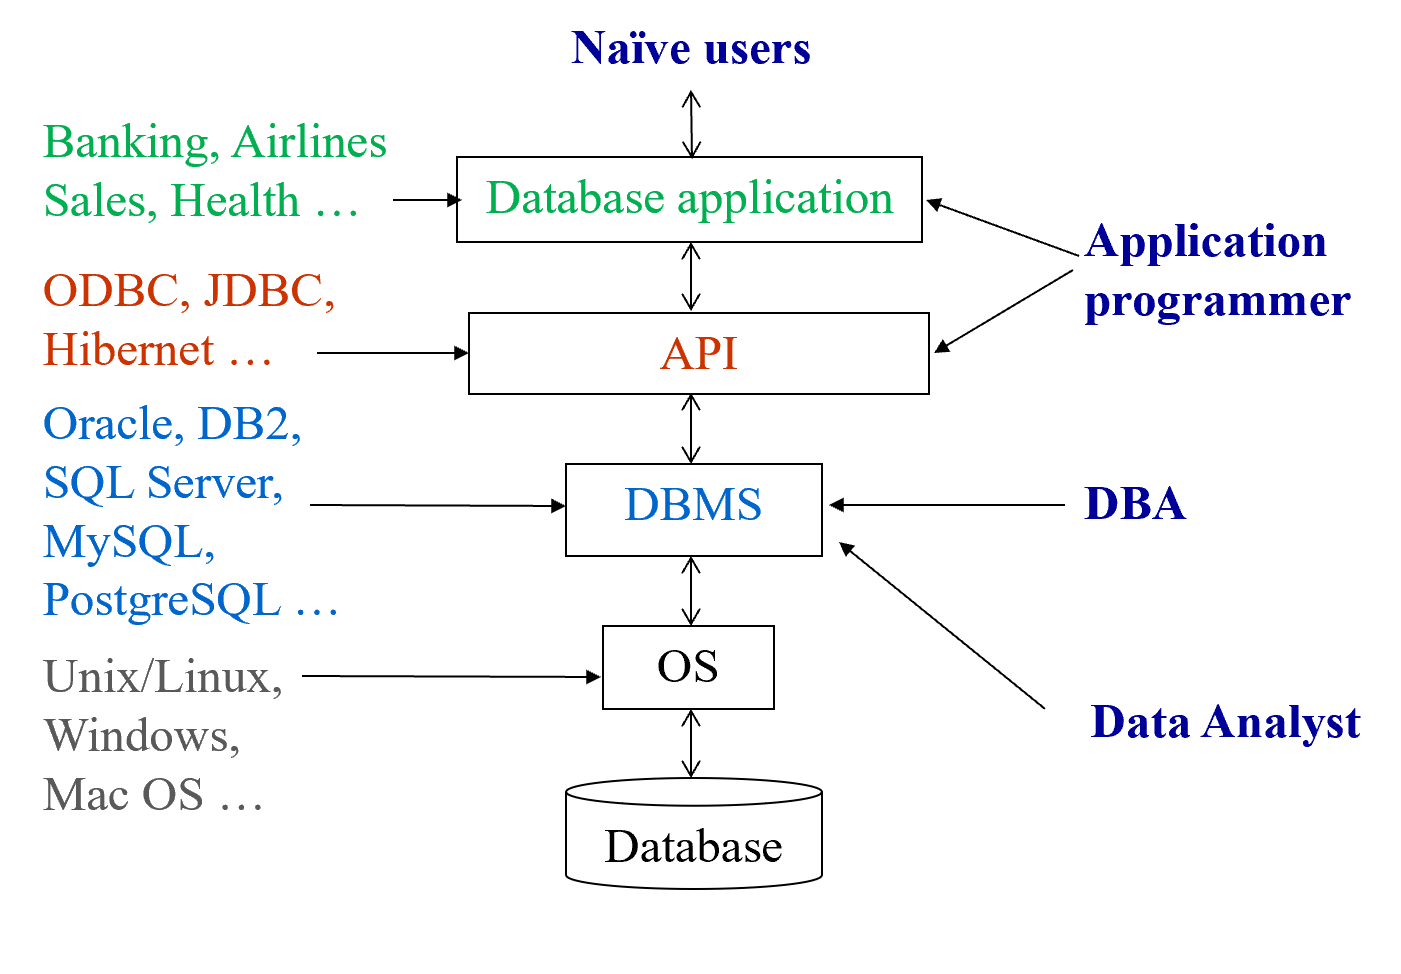 Naïve users
Banking, Airlines
Sales, Health …
Database application
Application
programmer
ODBC, JDBC,
Hibernet …
API
Oracle, DB2,
SQL Server,
MySQL,
PostgreSQL …
DBMS
DBA
Unix/Linux,
Windows,
Mac OS …
OS
Data Analyst
Database